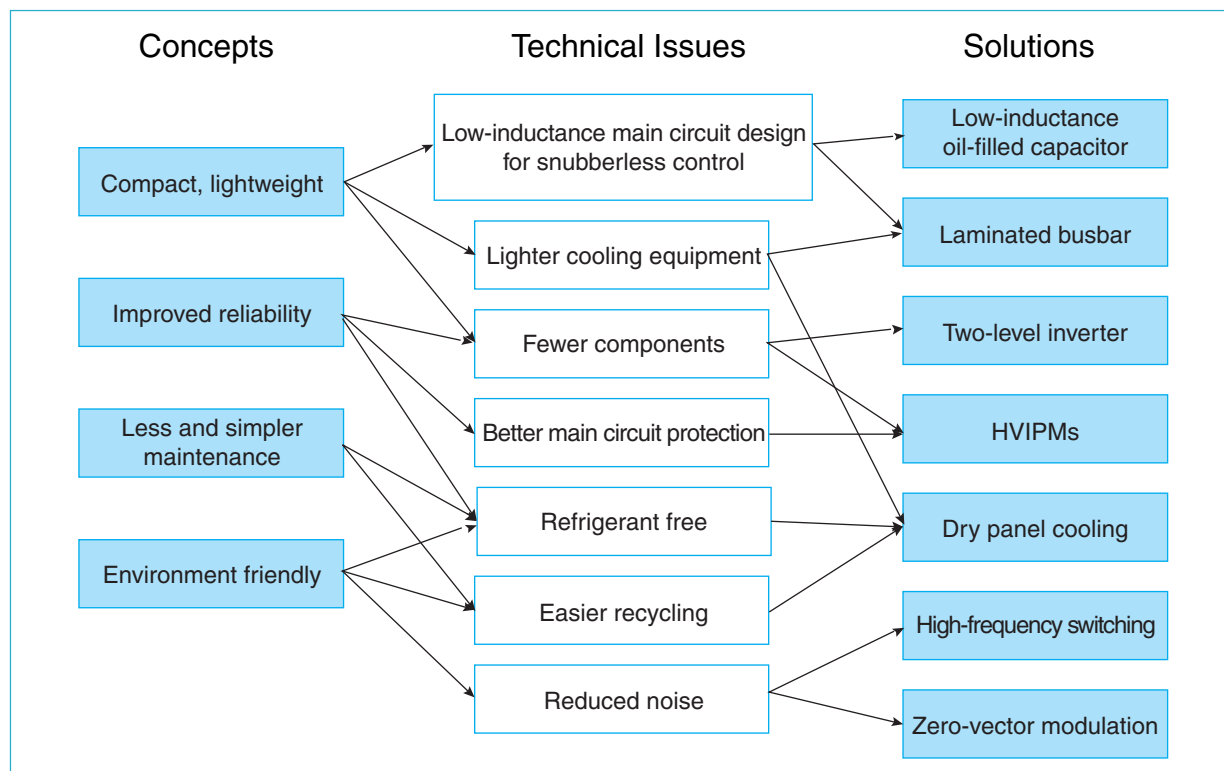 Concepts
Technical Issues
Solutions
Compact, lightweight
Improved reliability
Less and simpler
maintenance
Environment friendly
Low-inductance main circuit design
for snubberless control
Lighter cooling equipment
Fewer components
Better main circuit protection
Refrigerant free
Easier recycling
Reduced noise
Low-inductance
oil-filled capacitor
Laminated busbar
Two-level inverter
HVIPMs
Dry panel cooling
High-frequency switching
Zero-vector modulation